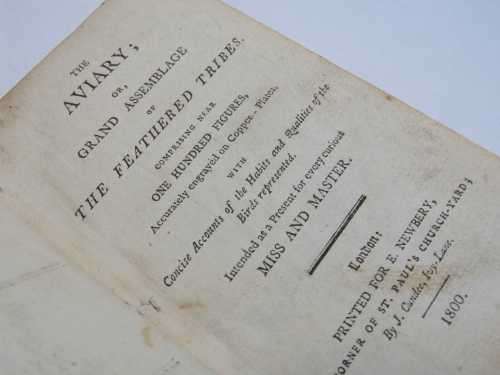 THE
AVIARY;
OR,
GRAND ASSEMBLAGE
OF
THE FEATHERED TRIBES.
COMPRISING NEAR
ONE HUNDRED FIGURES,
Accurately engraved on Copper-Plates,
WITH
Concise Accounts of the Habits and Qualities of the
Birds represented.
Intended as a Present for every curious
MISS AND MASTER.
London:
PRINTED FOR E. NEWBERY,
CORNER OF ST. PAUL'S CHURCH-YARD;
By J. Cundee, Ivy-Lane.
1800.